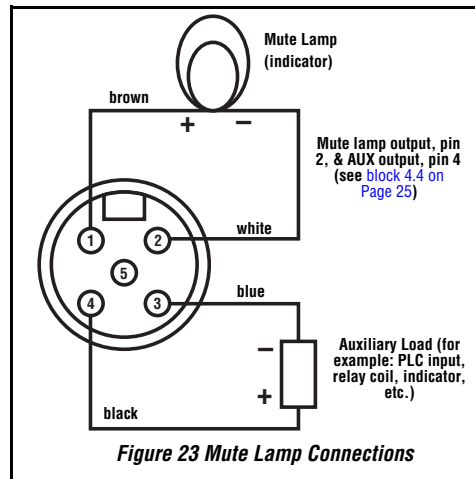 Mute Lamp
(indicator)
brown
+ –
Mute lamp output, pin
2, & AUX output, pin 4
(see block 4.4 on
Page 25)
1 2
white
5
4 3
blue
–
Auxiliary Load (for
example: PLC input,
relay coil, indicator,
etc.)
+
black
Figure 23 Mute Lamp Connections